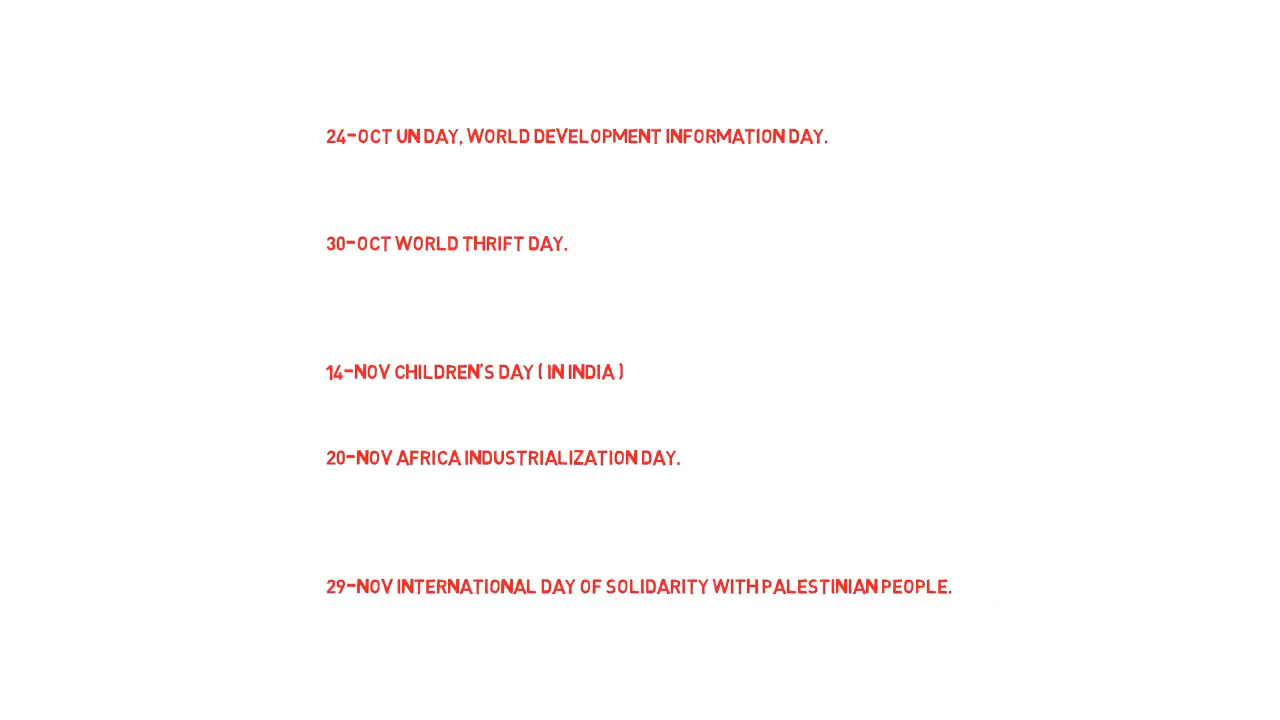 24-OCT UN DAY, WORLD DEVELOPMENT INFORMATION DAY.
30-OCT WORLD THRIFT DAY.
14-NOV CHILDREN'S DAY ( IN INDIA )
20-NOV AFRICA INDUSTRIALIZATION DAY.
29-NOV INTERNATIONAL DAY OF SOLIDARITY WITH PALESTINIAN PEOPLE.